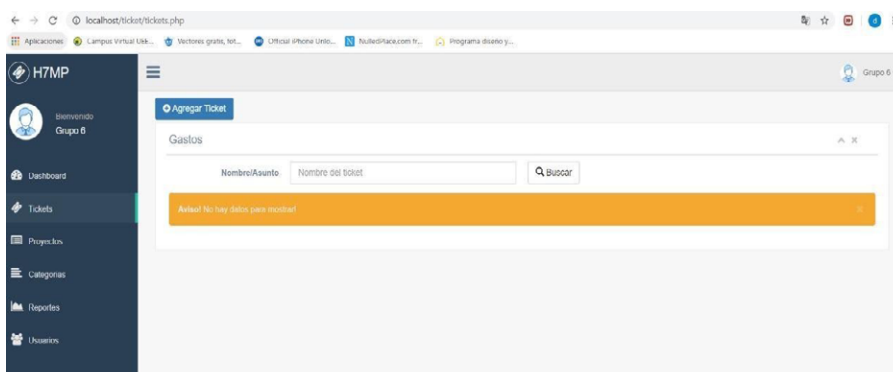 localhost/ticket/tickets.php
Aplicaciones Campus Virtual UEE... Vectores gratis, fot... Official iPhone Unlo... NulledPlace.com fr... Programa diseño y...
H7MP
Grupo 6
Bienvenido
Grupo 6
Agregar Ticket
Gastos
Nombre/Asunto Nombre del ticket Buscar
Aviso! No hay datos para mostrar!
Dashboard
Tickets
Proyectos
Categorias
Reportes
Usuarios